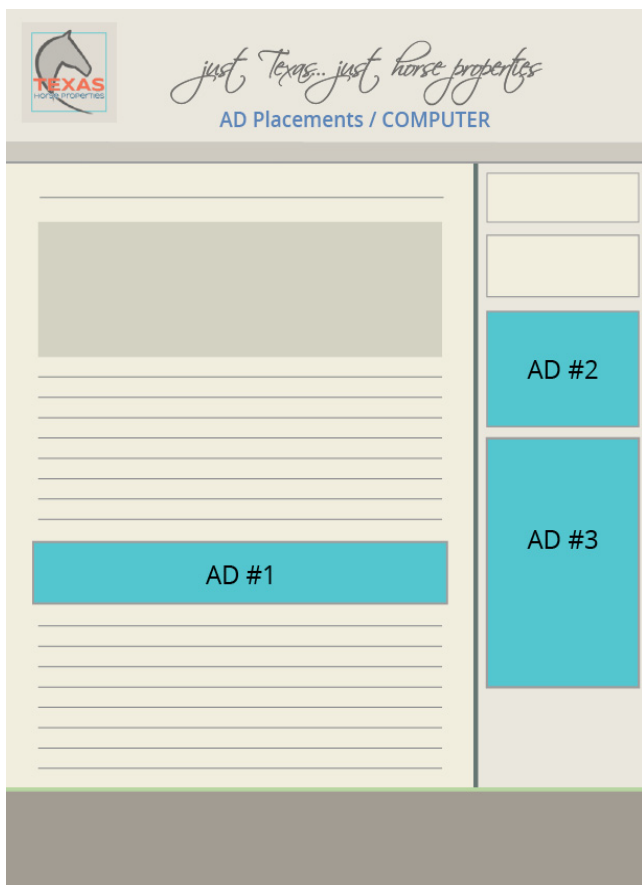 TEXAS
HORSE PROPERTIES
just Texas... just horse properties
AD Placements / COMPUTER
AD #2
AD #3
AD #1